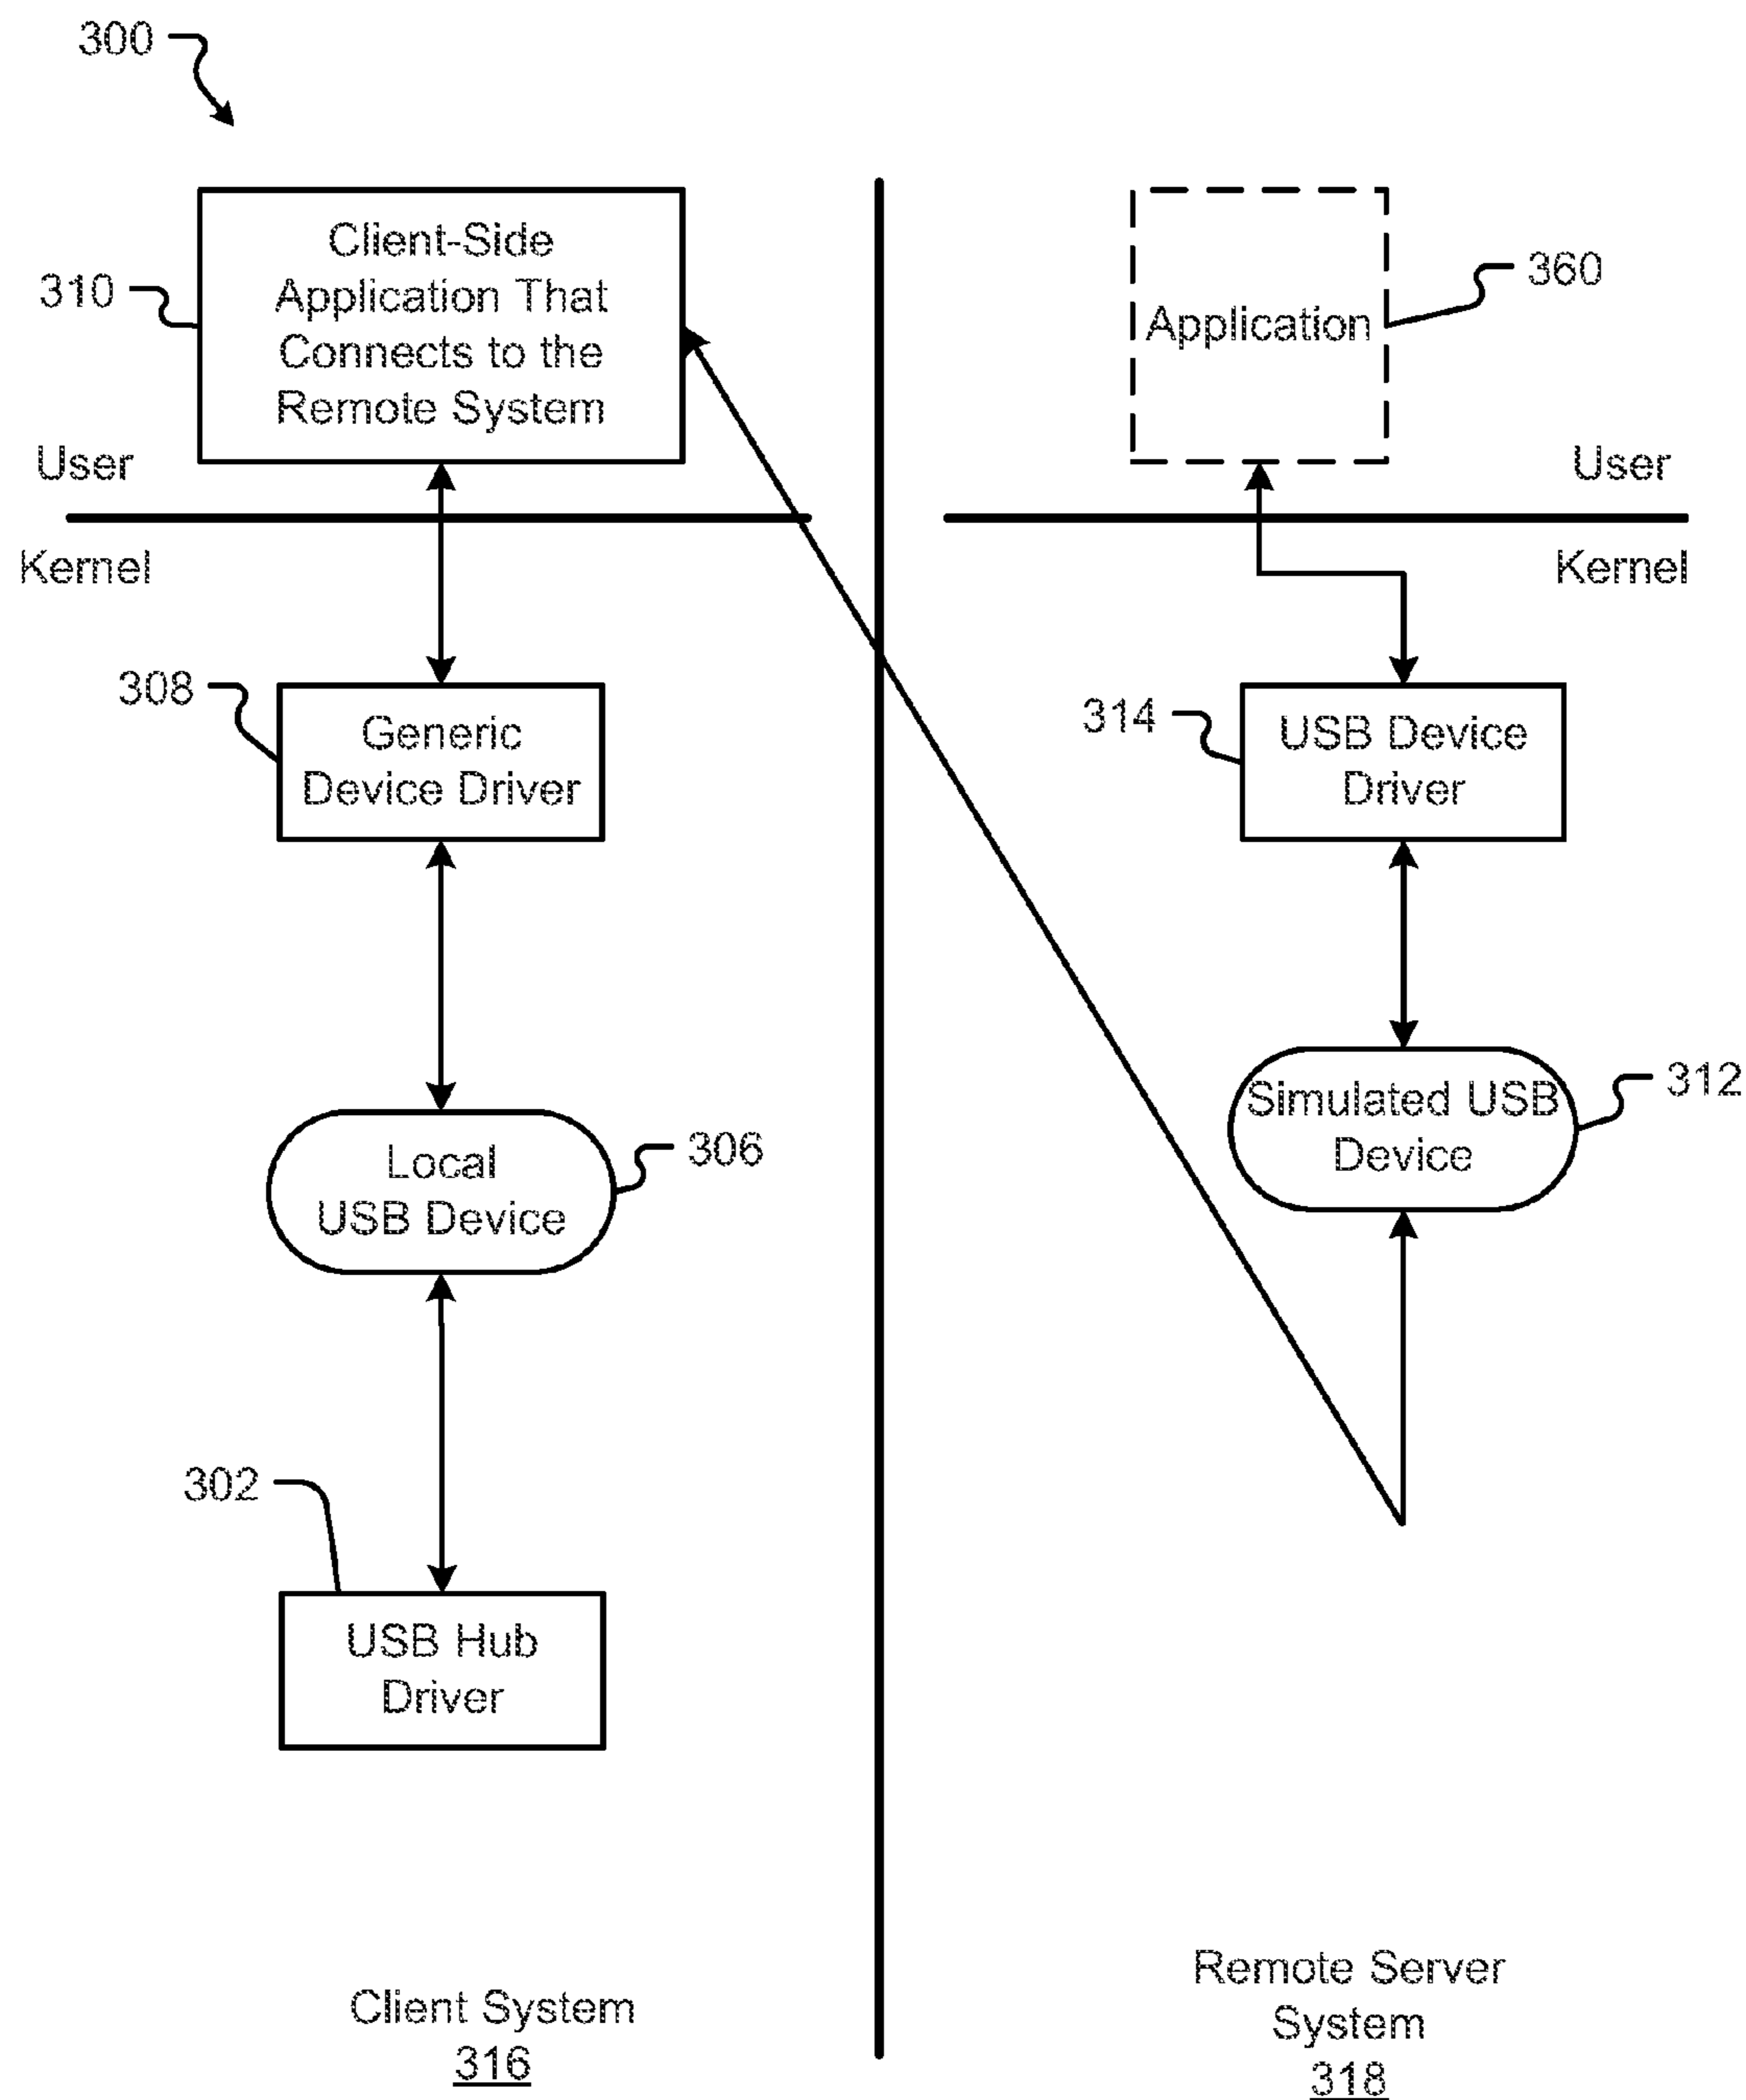 300
310
Client-Side
Application That
Connects to the
Remote System
Application
360
User
User
Kernel
Kernel
308
Generic
Device Driver
314
USB Device
Driver
306
Local
USB Device
312
Simulated USB
Device
302
USB Hub
Driver
Client System
316
Remote Server
System
318